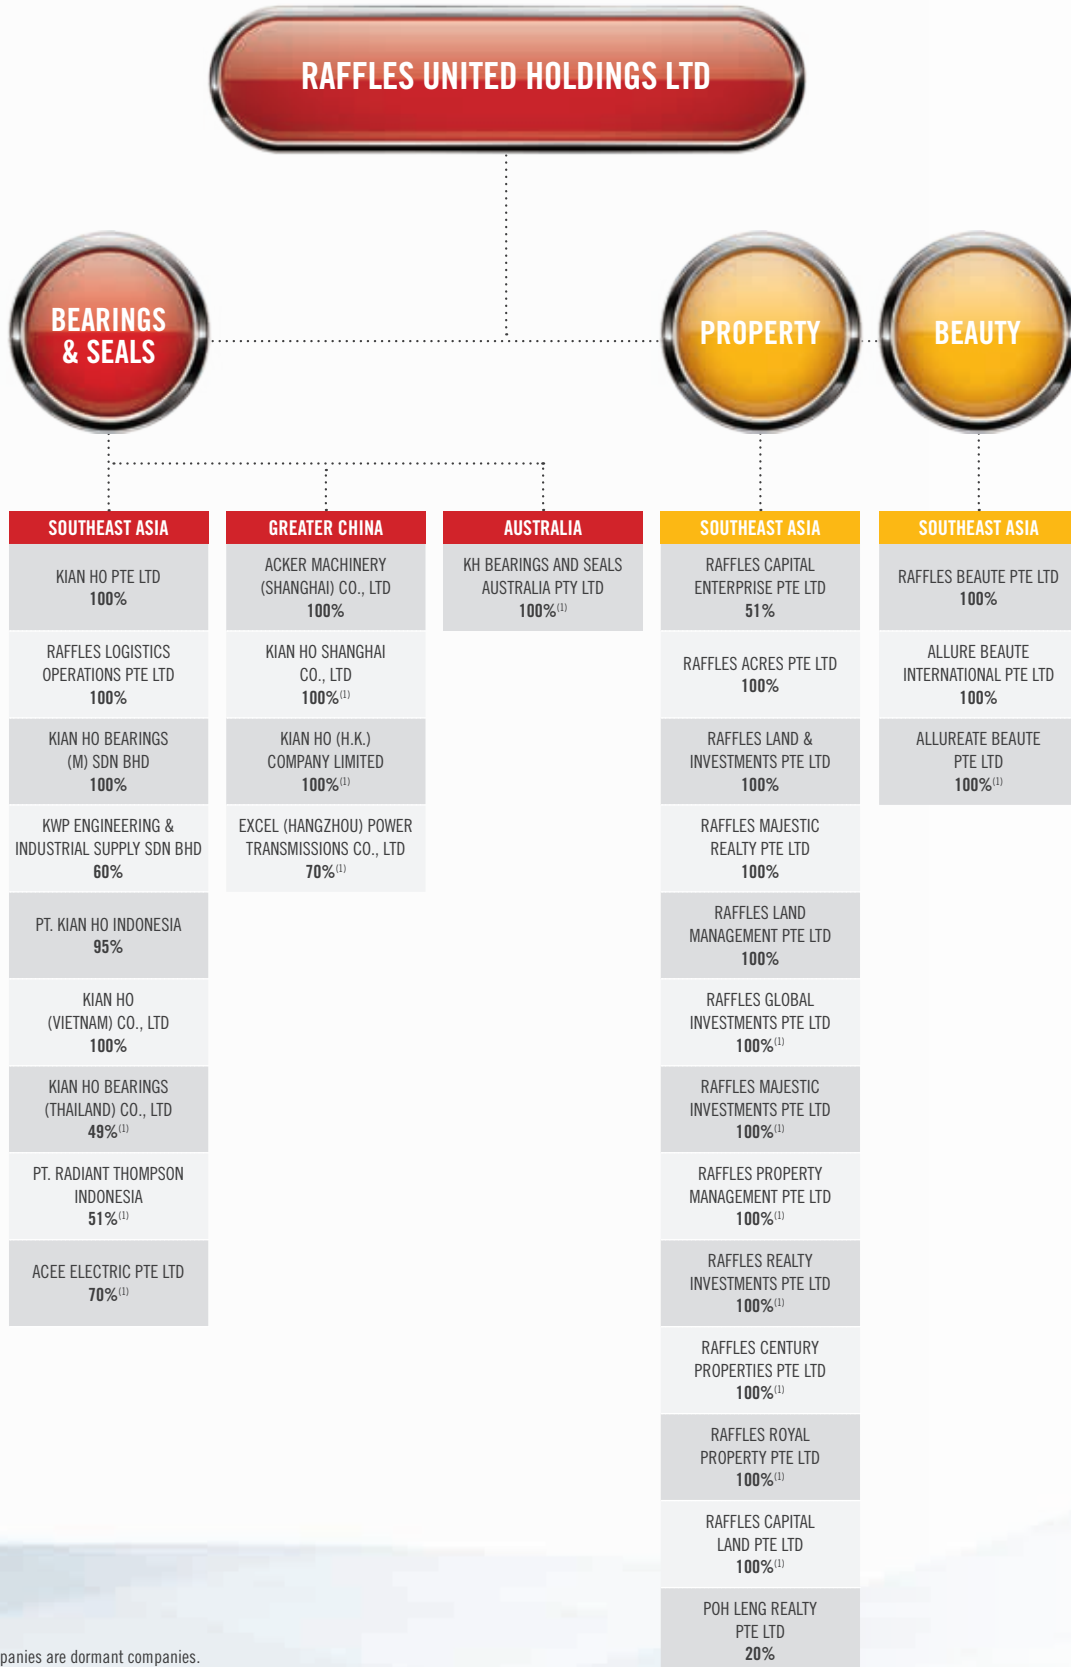 RAFFLES UNITED HOLDINGS LTD
BEARINGS
& SEALS
PROPERTY
BEAUTY
SOUTHEAST ASIA
KIAN HO PTE LTD
100%
RAFFLES LOGISTICS
OPERATIONS PTE LTD
100%
KIAN HO BEARINGS
(M) SDN BHD
100%
KWP ENGINEERING &
INDUSTRIAL SUPPLY SDN BHD
60%
PT. KIAN HO INDONESIA
95%
KIAN HO
(VIETNAM) CO., LTD
100%
KIAN HO BEARINGS
(THAILAND) CO., LTD
49%(1)
PT. RADIANT THOMPSON
INDONESIA
51%(1)
ACEE ELECTRIC PTE LTD
70%(1)
GREATER CHINA
ACKER MACHINERY
(SHANGHAI) CO., LTD
100%
KIAN HO SHANGHAI
CO., LTD
100%(1)
KIAN HO (H.K.)
COMPANY LIMITED
100%(1)
EXCEL (HANGZHOU) POWER
TRANSMISSIONS CO., LTD
70%(1)
AUSTRALIA
KH BEARINGS AND SEALS
AUSTRALIA PTY LTD
100%(1)
SOUTHEAST ASIA
RAFFLES CAPITAL
ENTERPRISE PTE LTD
51%
RAFFLES ACRES PTE LTD
100%
RAFFLES LAND &
INVESTMENTS PTE LTD
100%
RAFFLES MAJESTIC
REALTY PTE LTD
100%
RAFFLES LAND
MANAGEMENT PTE LTD
100%
RAFFLES GLOBAL
INVESTMENTS PTE LTD
100%(1)
RAFFLES MAJESTIC
INVESTMENTS PTE LTD
100%(1)
RAFFLES PROPERTY
MANAGEMENT PTE LTD
100%(1)
RAFFLES REALTY
INVESTMENTS PTE LTD
100%(1)
RAFFLES CENTURY
PROPERTIES PTE LTD
100%(1)
RAFFLES ROYAL
PROPERTY PTE LTD
100%(1)
RAFFLES CAPITAL
LAND PTE LTD
100%(1)
POH LENG REALTY
PTE LTD
20%
SOUTHEAST ASIA
RAFFLES BEAUTE PTE LTD
100%
ALLURE BEAUTE
INTERNATIONAL PTE LTD
100%
ALLUREATE BEAUTE
PTE LTD
100%(1)
panies are dormant companies.